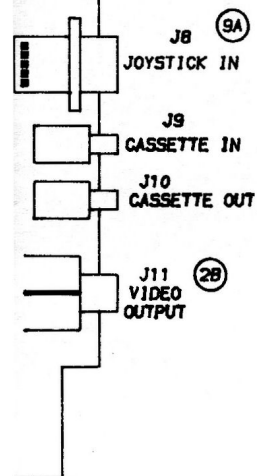 J8 9A
JOYSTICK IN
J9
CASSETTE IN
J10
CASSETTE OUT
J11 2B
VIDEO
OUTPUT